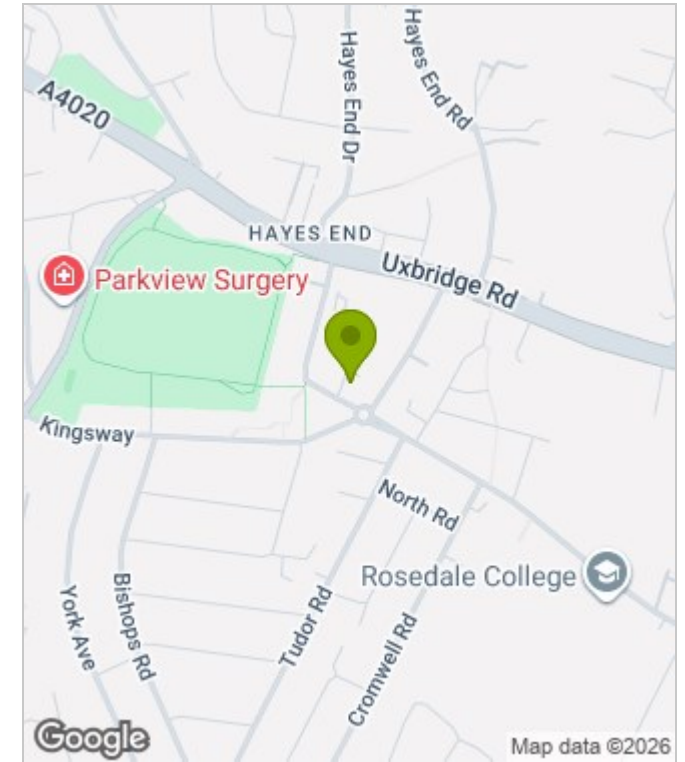 A4020
Hayes End Dr
Hayes End Rd
HAYES END
Uxbridge Rd
Parkview Surgery
Kingsway
North Rd
Rosedale College
York Ave
Bishops Rd
Tudor Rd
Cromwell Rd
Google
Map data ©2026